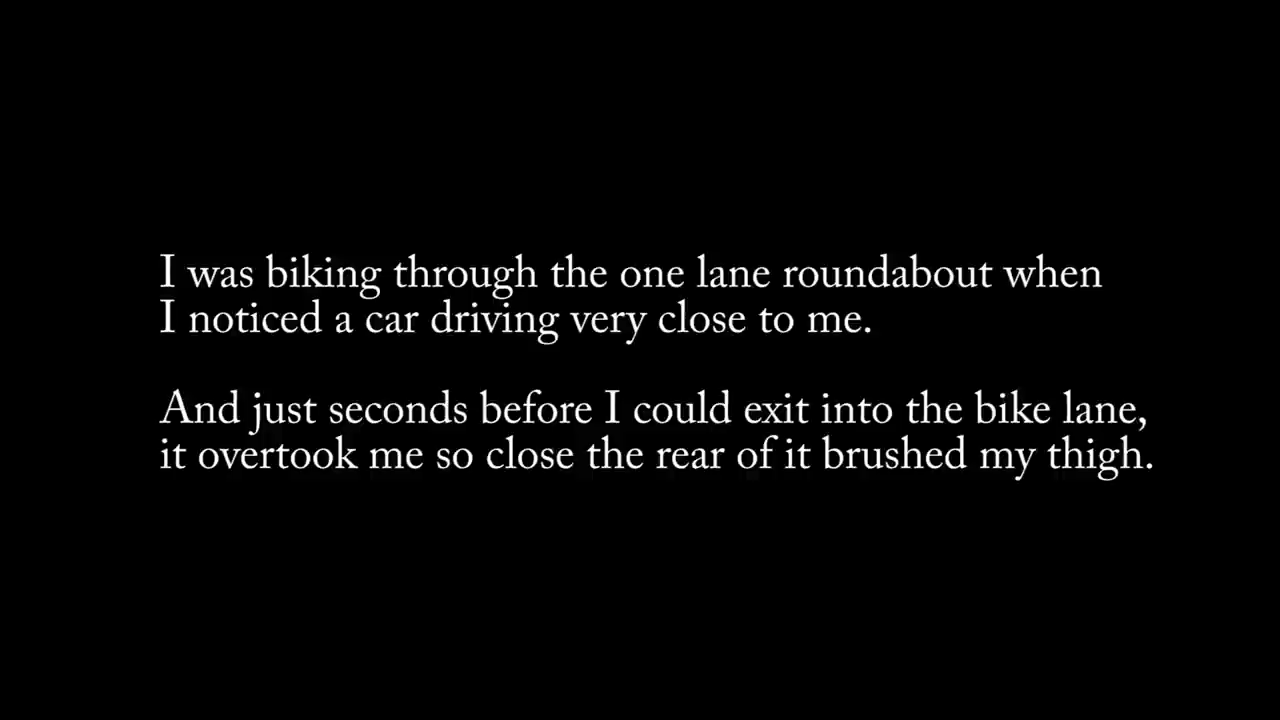 I was biking through the one lane roundabout when
I noticed a car driving very close to me.
And just seconds before I could exit into the bike lane,
it overtook me so close the rear of it brushed my thigh.